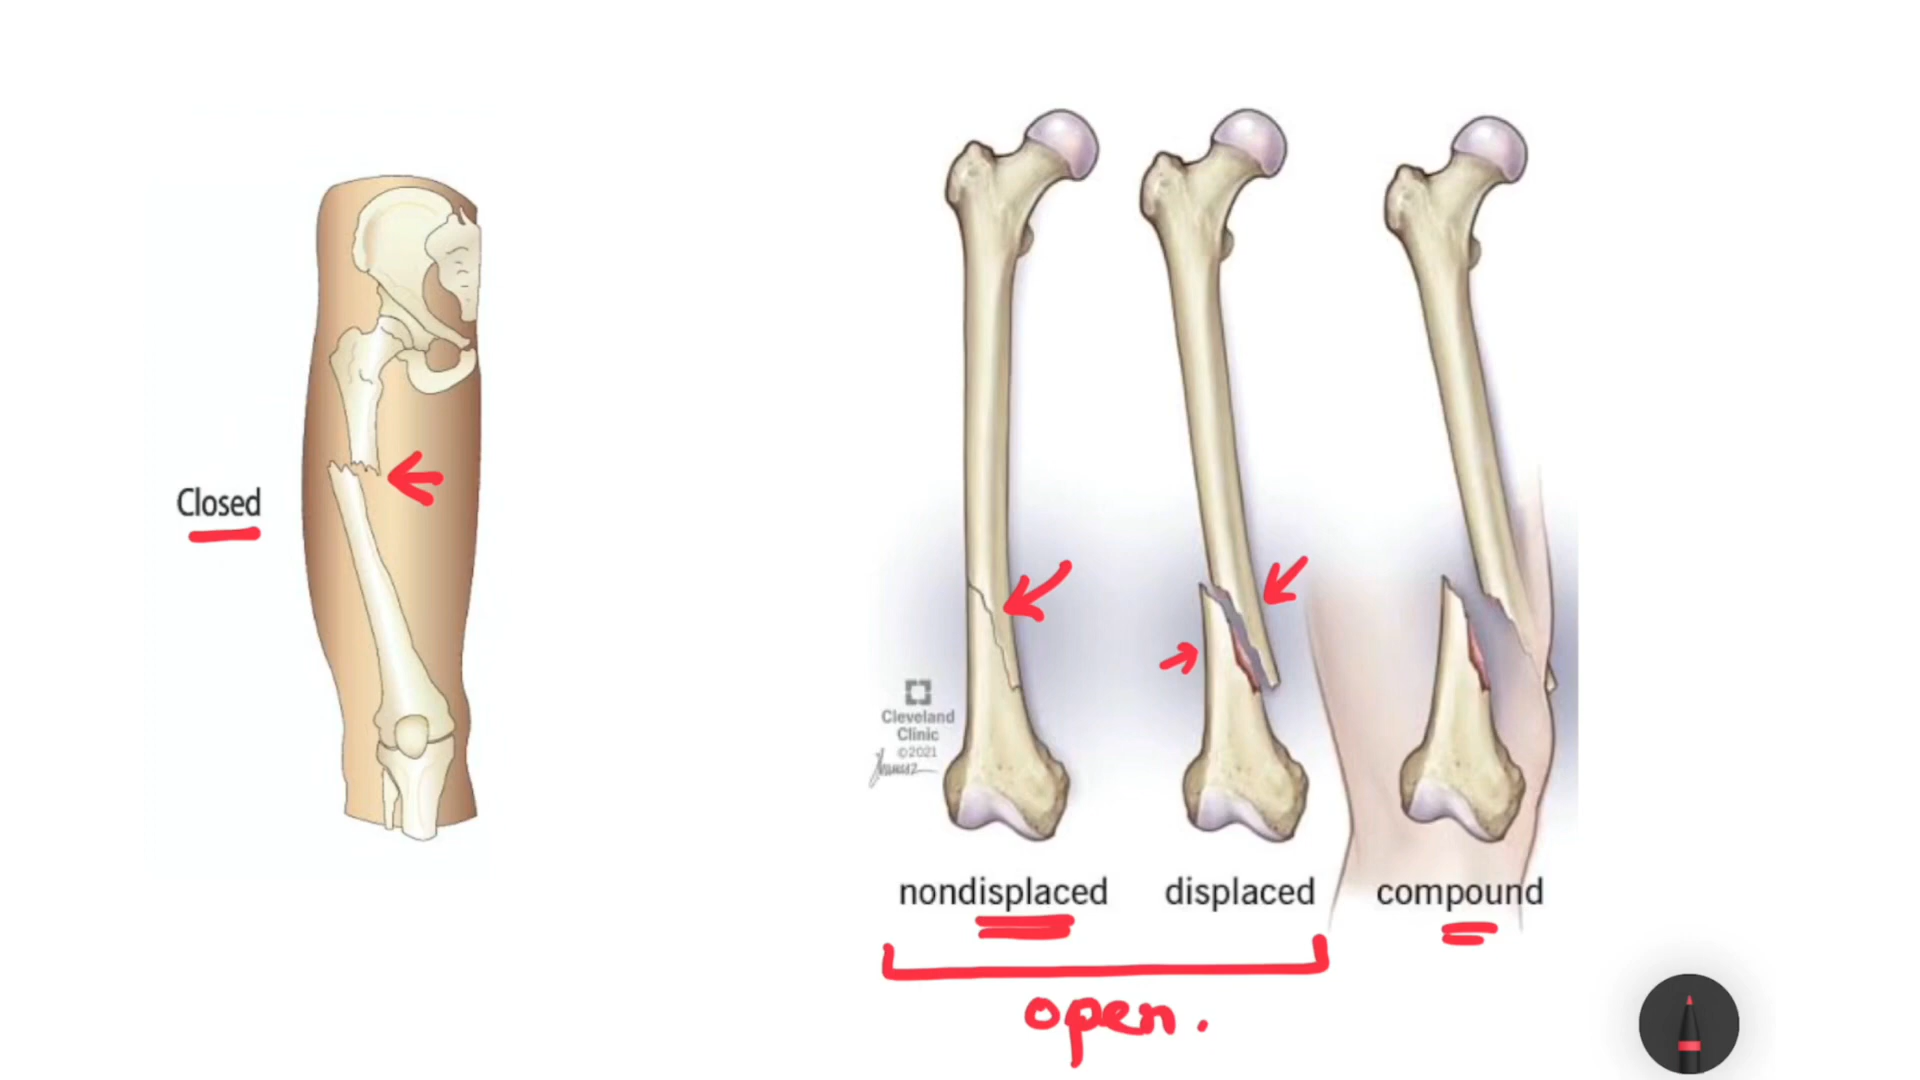 Closed
Cleveland
Clinic
©2021
nondisplaced displaced compound
open.